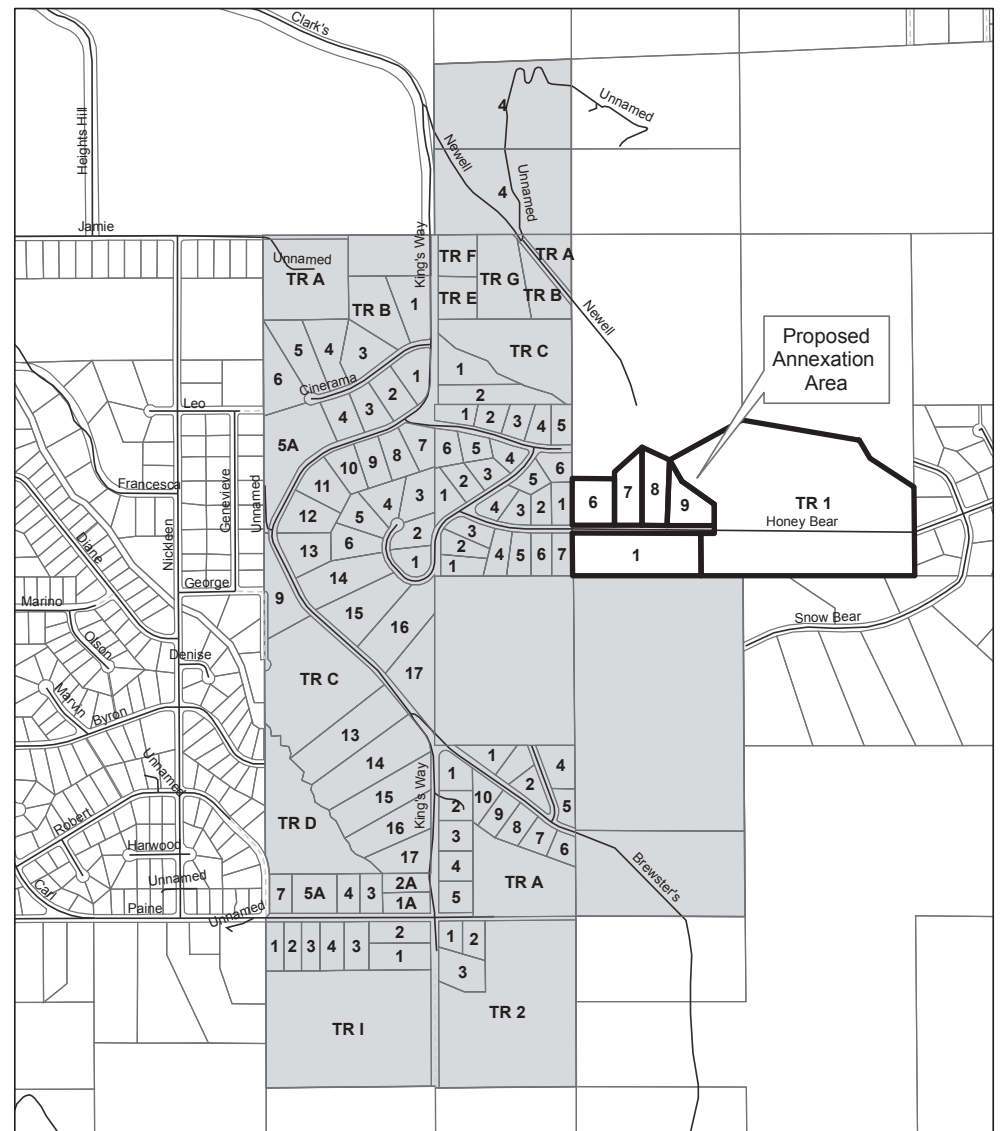 Clark's
Heights Hill
4
Unnamed
Newell
4
Unnamed
Jamie
King's Way
Unnamed
TR A
TR F
TR G
TR A
TR B
1
TR E
TR B
Newell
Proposed
Annexation
Area
5
4
3
TR C
1
6
Cinerama
2
1
2
Leo
4
3
1
2
3
4
5
5A
Genevieve
Unnamed
10
9
8
7
6
5
4
6
Francesca
11
4
3
1
2
3
5
6
7
8
9
TR 1
Nickleen
12
5
4
3
2
1
Honey Bear
Diane
13
6
2
3
2
4
5
6
7
1
1
1
George
14
Marino
9
15
Snow Bear
Olson
16
Denise
TR C
17
Marvin
Byron
13
14
1
4
Unnamed
1
2
King's Way
15
2
10
5
Robert
TR D
16
9
8
7
6
3
Harwood
17
4
Brewster's
Unnamed
Carl
7
5A
4
3
2A
1A
5
TR A
Paine
Unnamed
1
2
3
4
3
2
1
1
2
3
TR I
TR 2